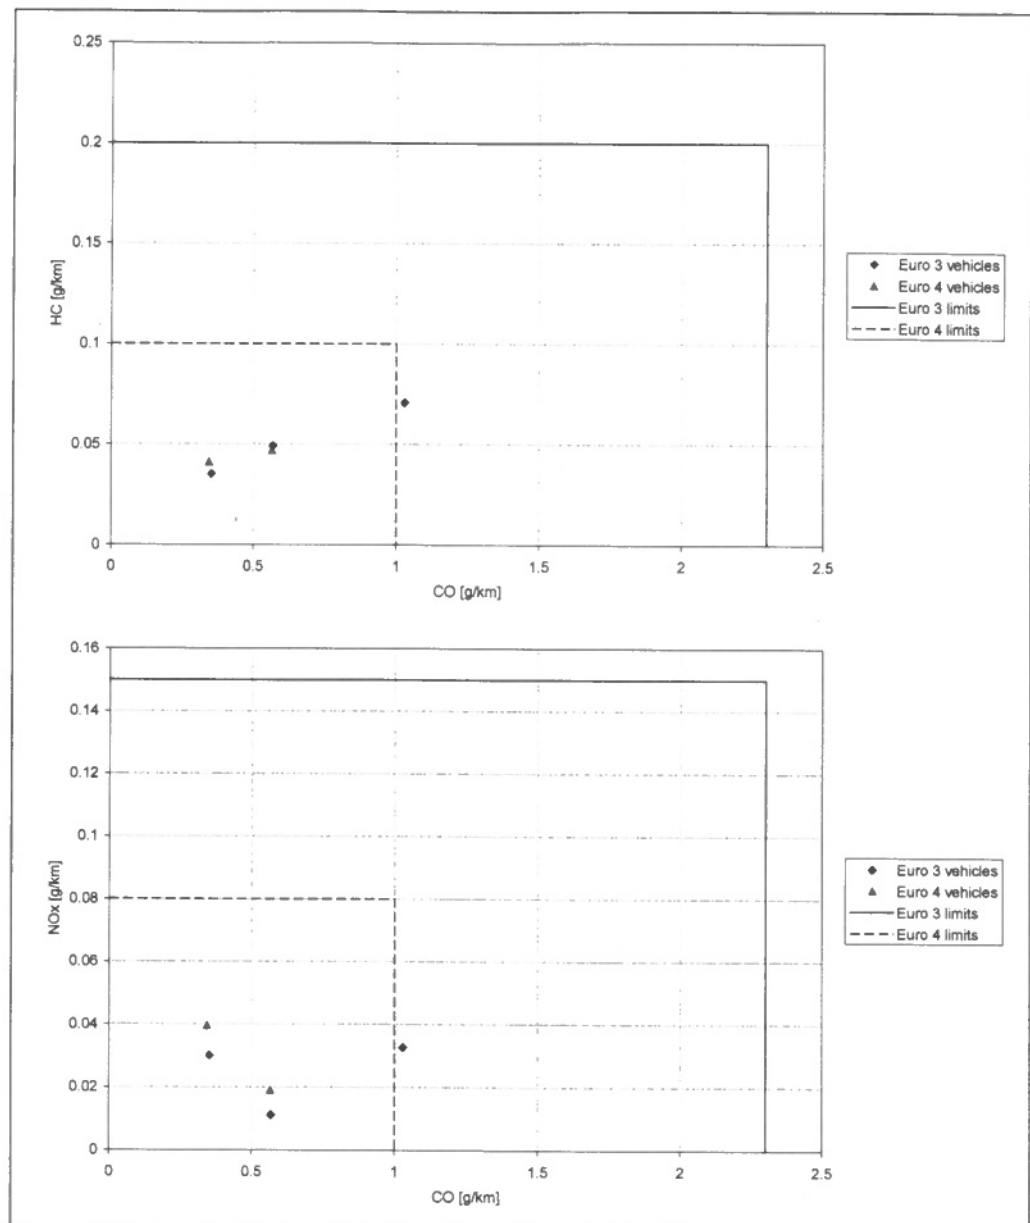 0.25
0.2
0.15
0.1
0.05
0
HC [g/km]
0 0.5 1 1.5 2 2.5
CO [g/km]
Euro 3 vehicles
Euro 4 vehicles
Euro 3 limits
Euro 4 limits
0.16
0.14
0.12
0.1
0.08
0.06
0.04
0.02
0
NOx [g/km]
0 0.5 1 1.5 2 2.5
CO [g/km]
Euro 3 vehicles
Euro 4 vehicles
Euro 3 limits
Euro 4 limits